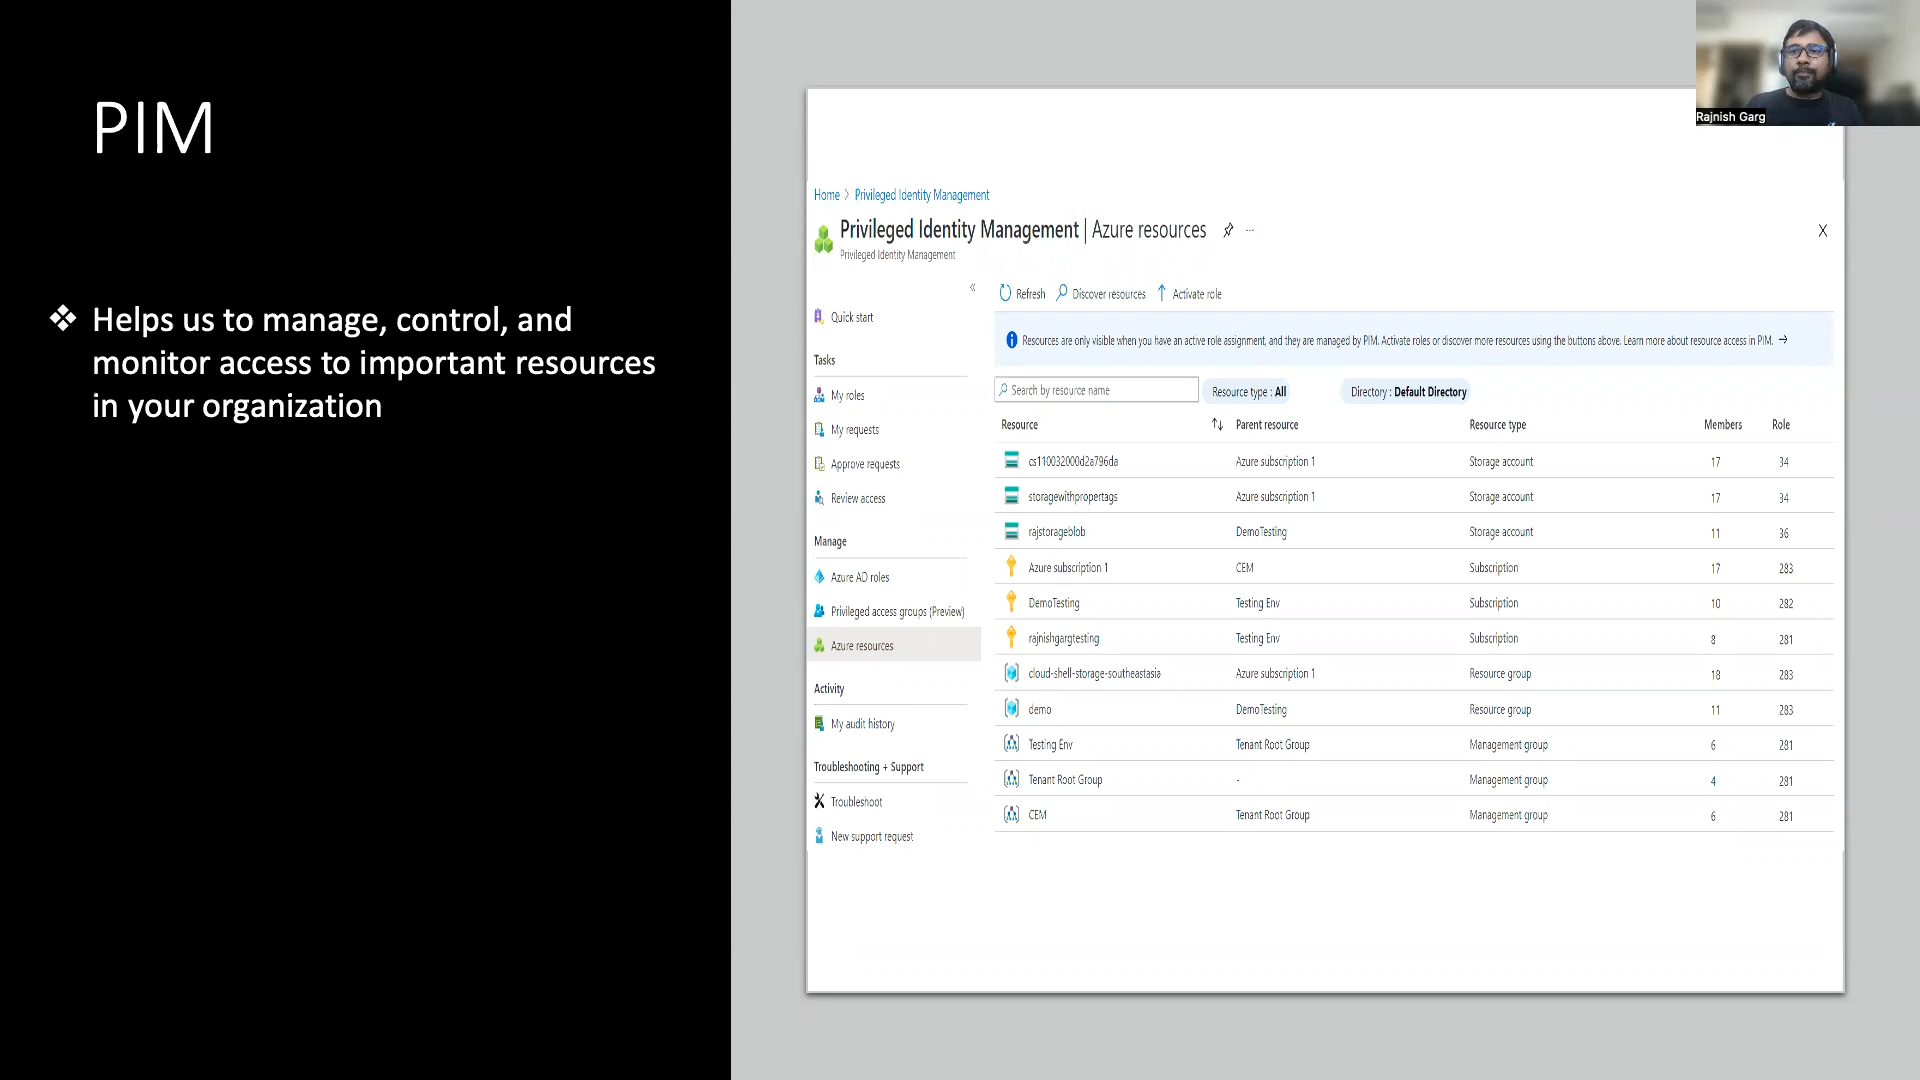 PIM
❖ Helps us to manage, control, and
monitor access to important resources
in your organization
Rajnish Garg
Home > Privileged Identity Management
Privileged Identity Management | Azure resources ...
Privileged Identity Management
«
Quick start
Tasks
My roles
My requests
Approve requests
Review access
Manage
Azure AD roles
Privileged access groups (Preview)
Azure resources
Activity
My audit history
Troubleshooting + Support
Troubleshoot
New support request
Refresh Discover resources Activate role
Resources are only visible when you have an active role assignment, and they are managed by PIM. Activate roles or discover more resources using the buttons above. Learn more about resource access in PIM. →
Search by resource name Resource type : All Directory : Default Directory
Resource ↑↓ Parent resource Resource type Members Role
cs110032000d2a796da Azure subscription 1 Storage account 17 34
storagewithpropertags Azure subscription 1 Storage account 17 34
rajstorageblob DemoTesting Storage account 11 36
Azure subscription 1 CEM Subscription 17 283
DemoTesting Testing Env Subscription 10 282
rajnishgargtesting Testing Env Subscription 8 281
cloud-shell-storage-southeastasia Azure subscription 1 Resource group 18 283
demo DemoTesting Resource group 11 283
Testing Env Tenant Root Group Management group 6 281
Tenant Root Group - Management group 4 281
CEM Tenant Root Group Management group 6 281